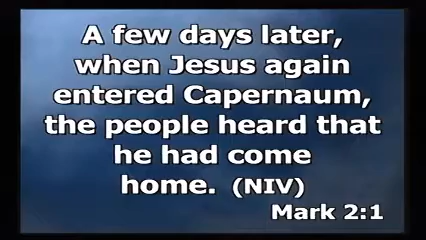 A few days later,
when Jesus again
entered Capernaum,
the people heard that
he had come
home. (NIV)
Mark 2:1